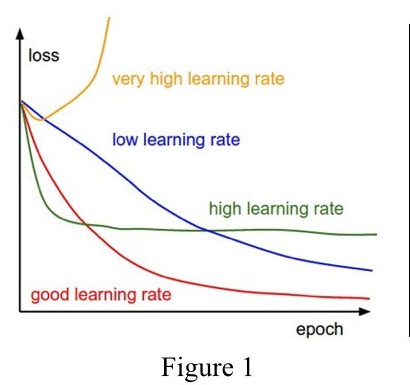 loss
very high learning rate
low learning rate
high learning rate
good learning rate
epoch
Figure 1